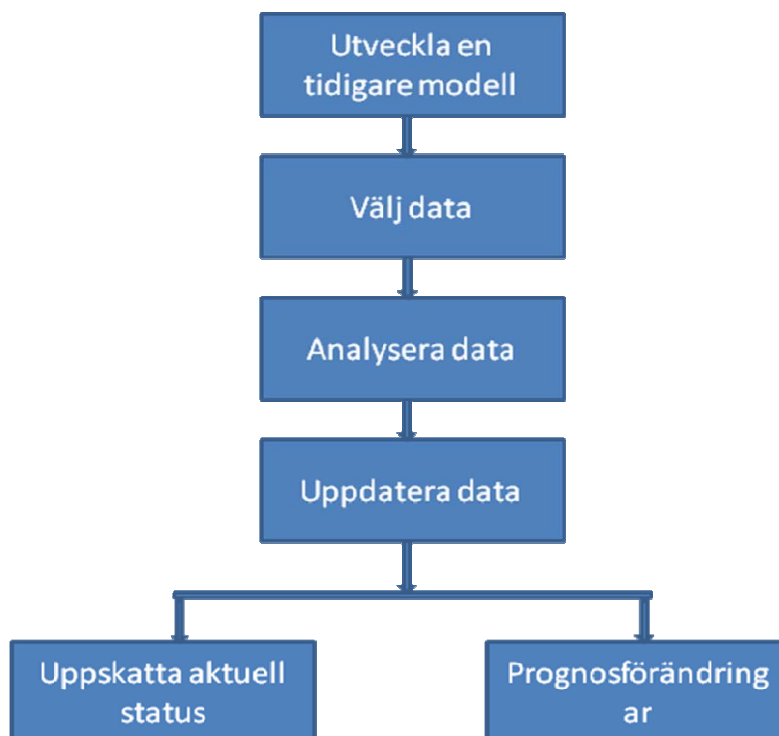 Utveckla en
tidigare modell
Välj data
Analysera data
Uppdatera data
Uppskatta aktuell
status
Prognosförändring
ar